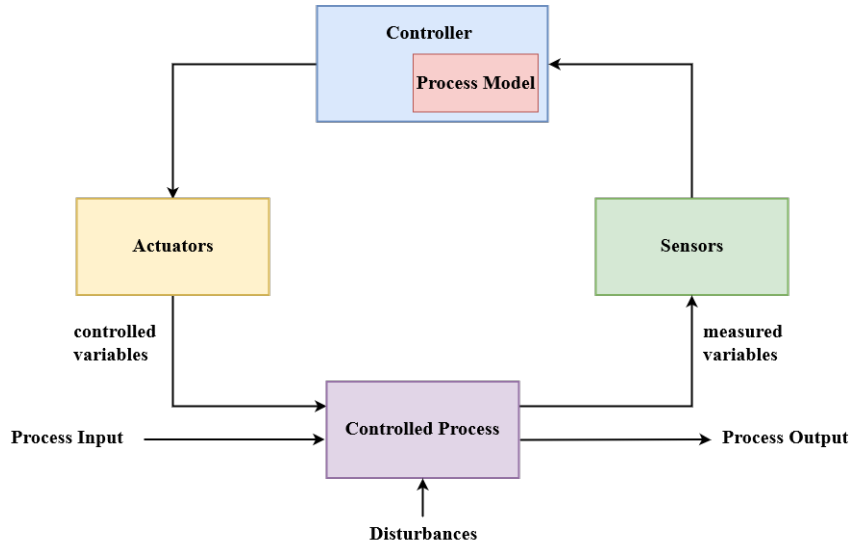 Controller
Process Model
Actuators
Sensors
controlled
variables
measured
variables
Controlled Process
Process Input
Process Output
Disturbances